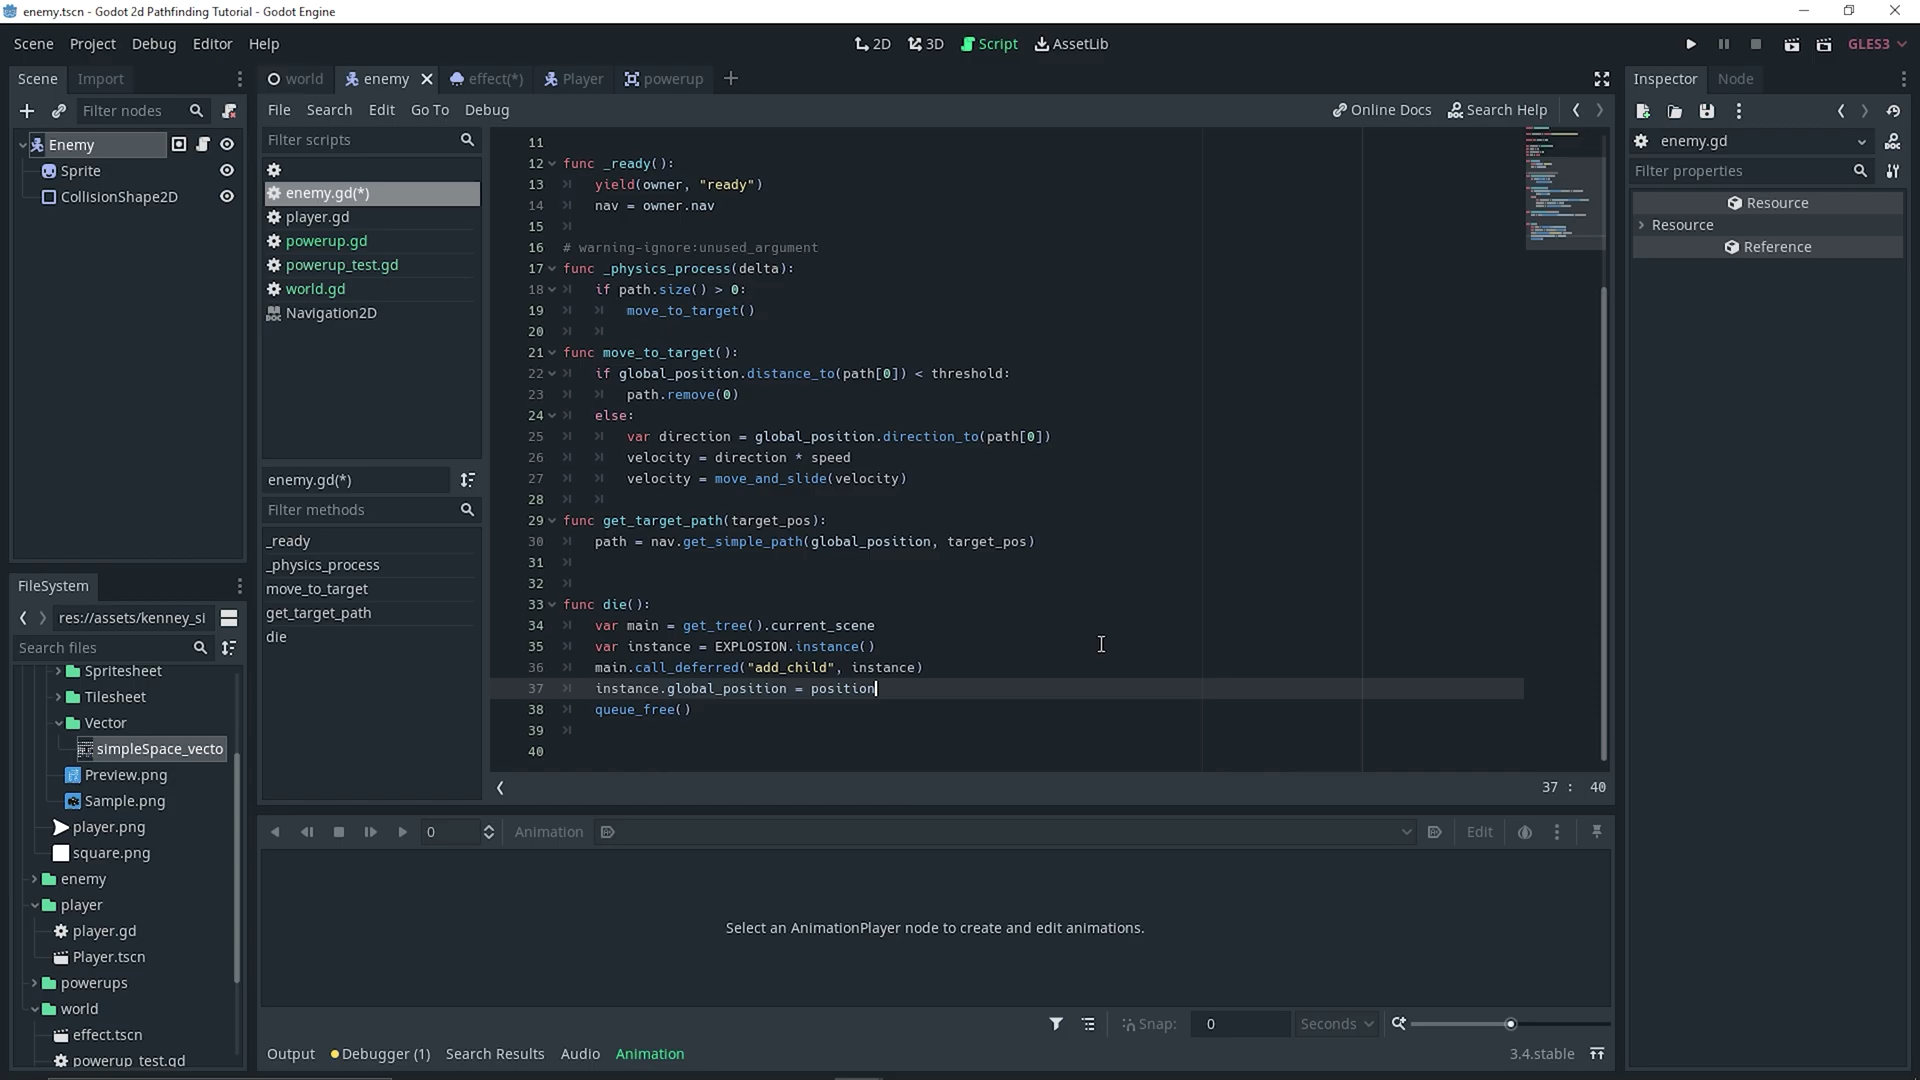 enemy.tscn - Godot 2d Pathfinding Tutorial - Godot Engine
Scene Project Debug Editor Help
2D 3D Script AssetLib
GLES3
Scene Import
Filter nodes
Enemy
Sprite
CollisionShape2D
world enemy effect(*) Player powerup
File Search Edit Go To Debug
Online Docs Search Help
Filter scripts
enemy.gd(*)
player.gd
powerup.gd
powerup_test.gd
world.gd
Navigation2D
enemy.gd(*)
Filter methods
_ready
_physics_process
move_to_target
get_target_path
die
11
12 func _ready():
13 yield(owner, "ready")
14 nav = owner.nav
15
16 # warning-ignore:unused_argument
17 func _physics_process(delta):
18 if path.size() > 0:
19 move_to_target()
20
21 func move_to_target():
22 if global_position.distance_to(path[0]) < threshold:
23 path.remove(0)
24 else:
25 var direction = global_position.direction_to(path[0])
26 velocity = direction * speed
27 velocity = move_and_slide(velocity)
28
29 func get_target_path(target_pos):
30 path = nav.get_simple_path(global_position, target_pos)
31
32
33 func die():
34 var main = get_tree().current_scene
35 var instance = EXPLOSION.instance()
36 main.call_deferred("add_child", instance)
37 instance.global_position = position
38 queue_free()
39
40
37 : 40
Inspector Node
enemy.gd
Filter properties
Resource
Resource
Reference
FileSystem
res://assets/kenney_si
Search files
Spritesheet
Tilesheet
Vector
simpleSpace_vecto
Preview.png
Sample.png
player.png
square.png
enemy
player
player.gd
Player.tscn
powerups
world
effect.tscn
powerup_test.gd
0 Animation Edit
Select an AnimationPlayer node to create and edit animations.
Snap: 0 Seconds
Output Debugger (1) Search Results Audio Animation
3.4.stable